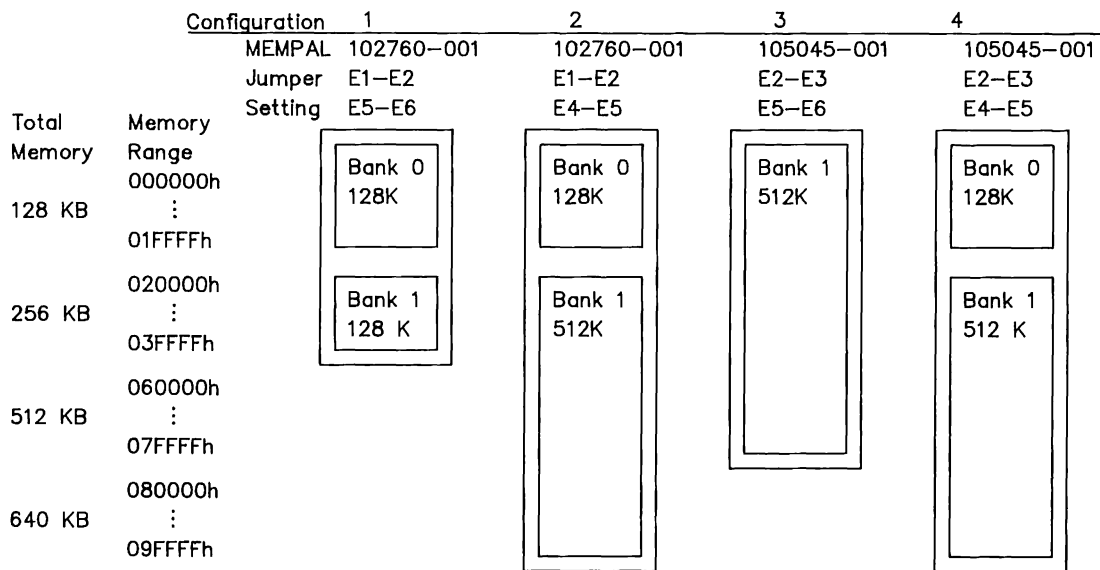 Configuration 1 2 3 4
MEMPAL 102760-001 102760-001 105045-001 105045-001
Jumper E1-E2 E1-E2 E2-E3 E2-E3
Setting E5-E6 E4-E5 E5-E6 E4-E5
Total Memory
Memory Range
Bank 0 Bank 0 Bank 1 Bank 0
128K 128K 512K 128K
000000h
128 KB ⋮
01FFFFh
020000h
Bank 1 Bank 1 Bank 1
256 KB ⋮
128 K 512K 512 K
03FFFFh
060000h
512 KB ⋮
07FFFFh
080000h
640 KB ⋮
09FFFFh